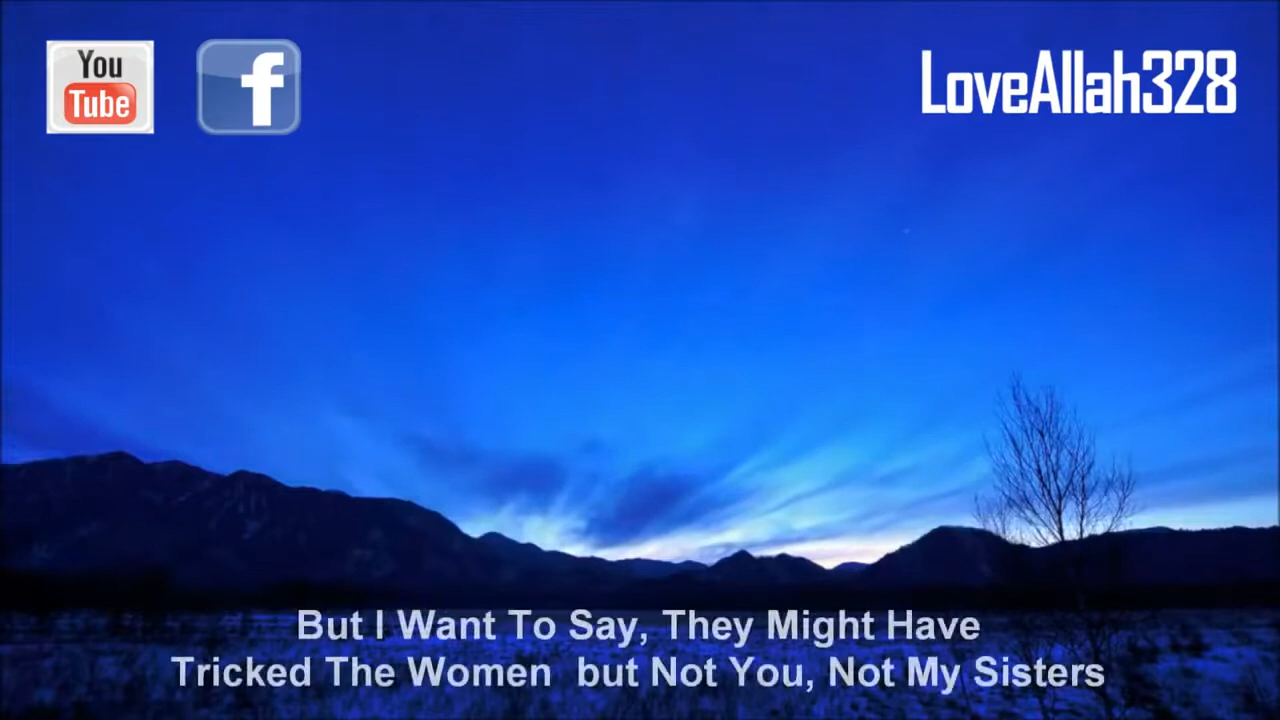 You
Tube
f
LoveAllah328
But I Want To Say, They Might Have
Tricked The Women but Not You, Not My Sisters